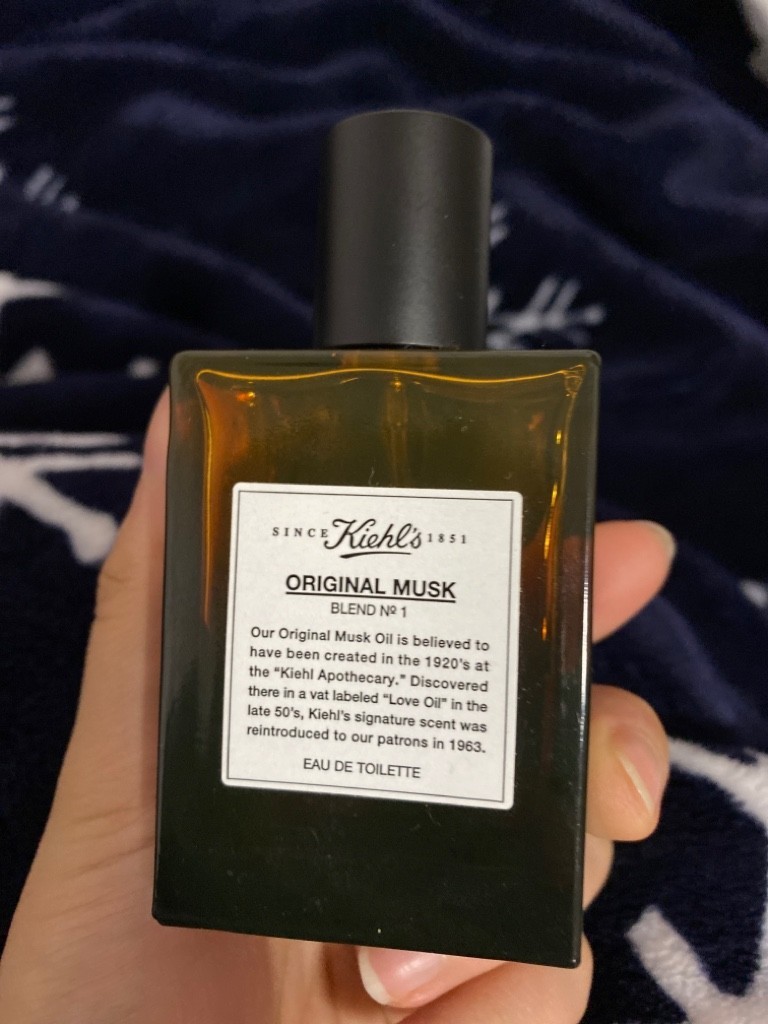 SINCE Kiehl's 1851
ORIGINAL MUSK
BLEND Nº 1
Our Original Musk Oil is believed to
have been created in the 1920's at
the “Kiehl Apothecary.” Discovered
there in a vat labeled “Love Oil” in the
late 50's, Kiehl's signature scent was
reintroduced to our patrons in 1963.
EAU DE TOILETTE